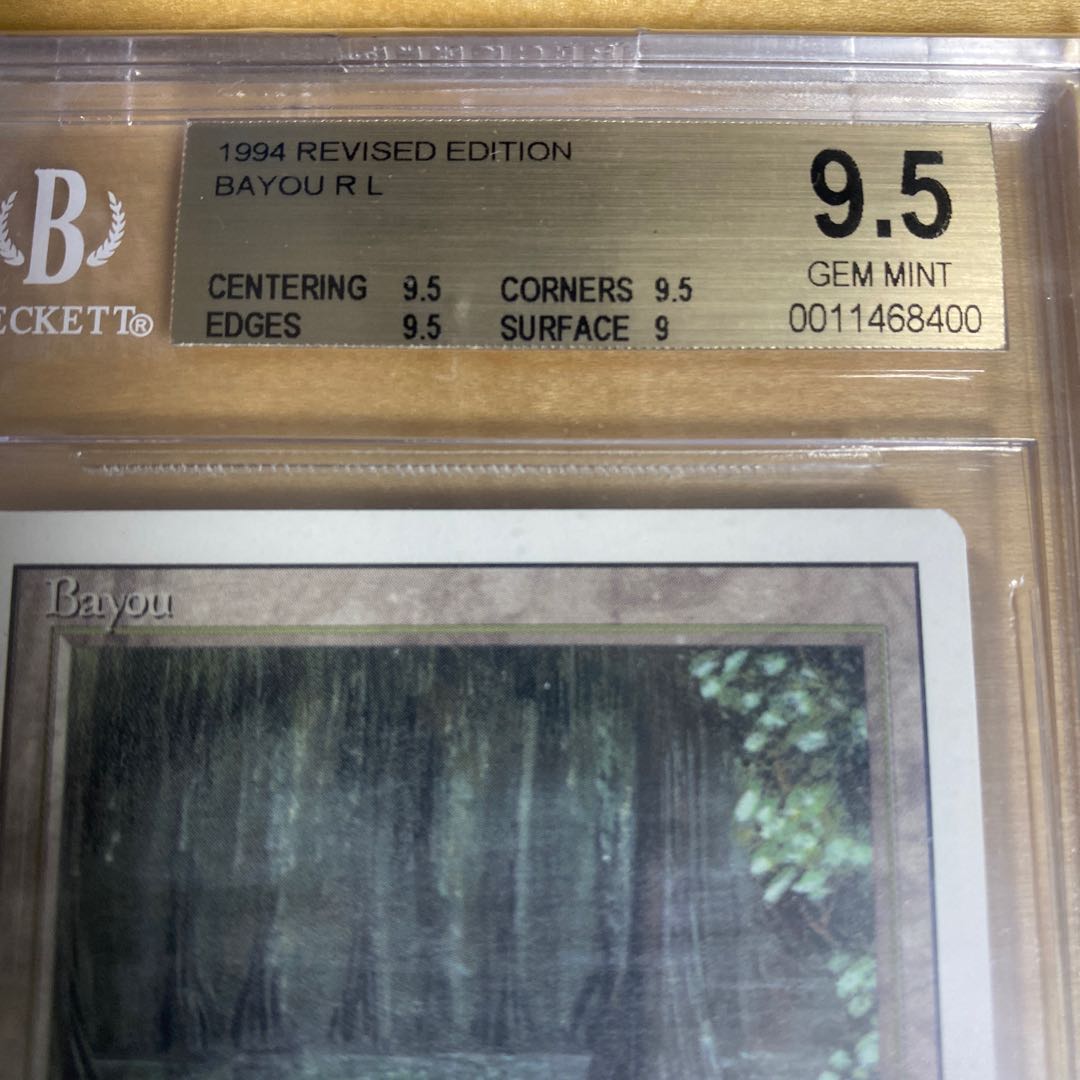 BECKETT
1994 REVISED EDITION
BAYOU R L
9.5
GEM MINT
0011468400
B
ECKETT®
CENTERING 9.5 CORNERS 9.5
EDGES 9.5 SURFACE 9
Bayou